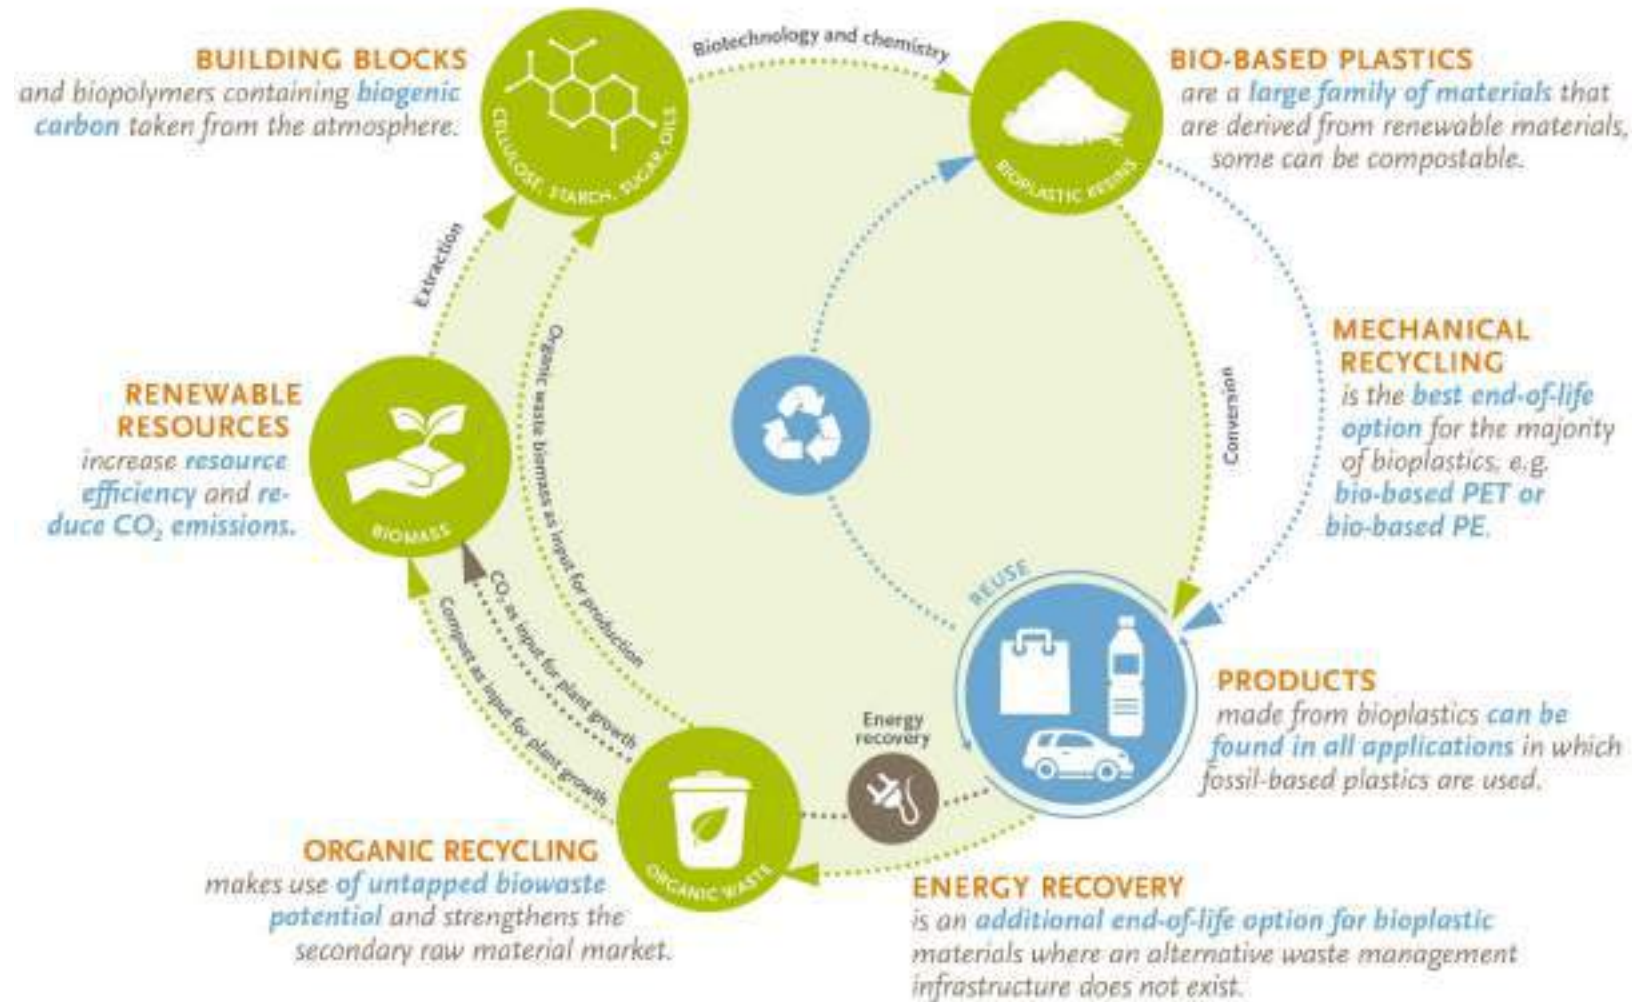 BUILDING BLOCKS
and biopolymers containing biogenic
carbon taken from the atmosphere.
CELLULOSE, STARCH, SUGAR, OILS
Biotechnology and chemistry
BIOPLASTIC RESINS
BIO-BASED PLASTICS
are a large family of materials that
are derived from renewable materials,
some can be compostable.
Extraction
RENEWABLE
RESOURCES
increase resource
efficiency and re-
duce CO₂ emissions.
BIOMASS
Organic waste biomass as input for production
CO₂ as input for plant growth
Compost as input for plant growth
Conversion
MECHANICAL
RECYCLING
is the best end-of-life
option for the majority
of bioplastics, e.g.
bio-based PET or
bio-based PE.
REUSE
PRODUCTS
made from bioplastics can be
found in all applications in which
fossil-based plastics are used.
Energy
recovery
ORGANIC WASTE
ORGANIC RECYCLING
makes use of untapped biowaste
potential and strengthens the
secondary raw material market.
ENERGY RECOVERY
is an additional end-of-life option for bioplastic
materials where an alternative waste management
infrastructure does not exist.